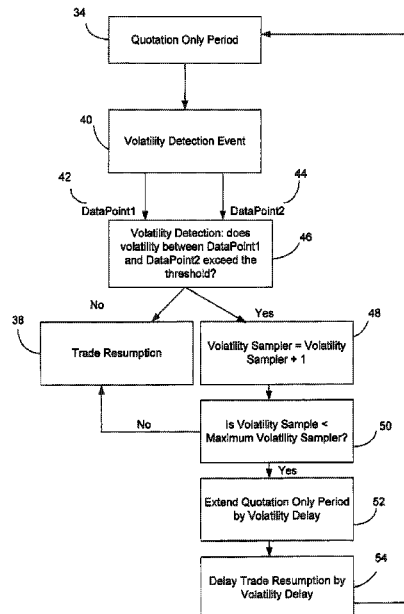 34
Quotation Only Period
40
Volatility Detection Event
42
44
DataPoint1
DataPoint2
46
Volatility Detection: does
volatility between DataPoint1
and DataPoint2 exceed the
threshold?
No
Yes
38
48
Trade Resumption
Volatility Sampler = Volatility
Sampler + 1
No
Is Volatility Sample <
Maximum Volatility Sampler?
50
Yes
Extend Quotation Only Period
by Volatility Delay
52
54
Delay Trade Resumption by
Volatility Delay